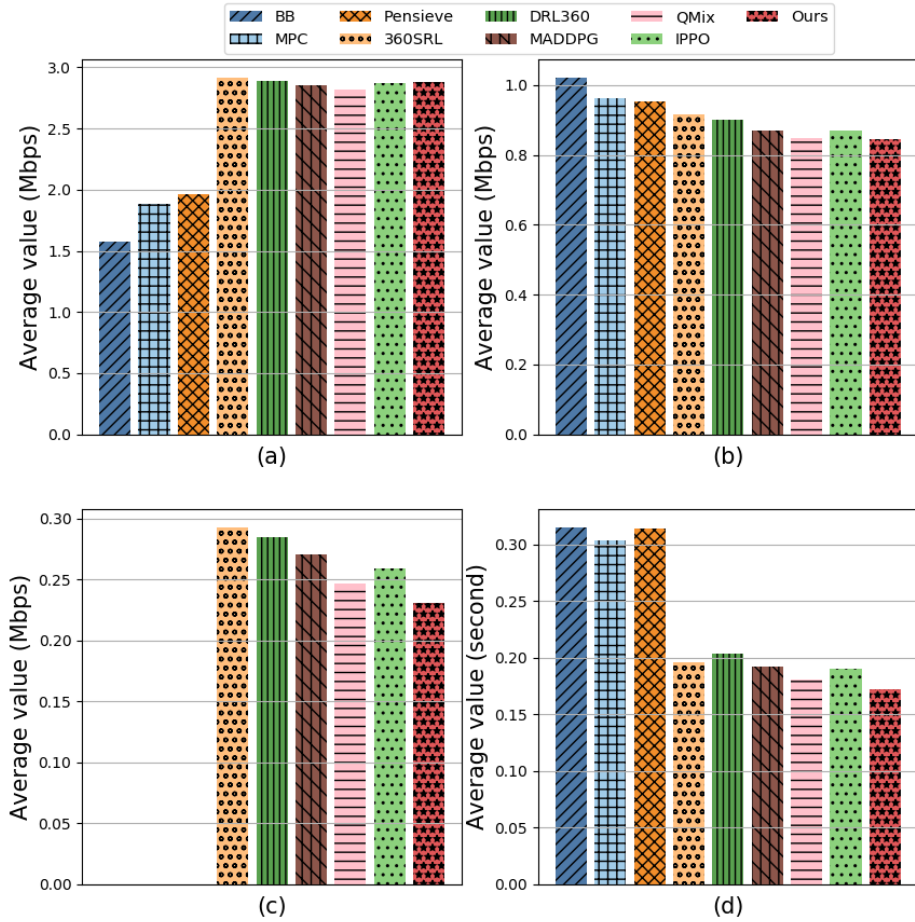 BB Pensieve DRL360 QMix Ours
MPC 360SRL MADDPG IPPO
3.0
2.5
2.0
1.5
1.0
0.5
0.0
Average value (Mbps)
(a)
1.0
0.8
0.6
0.4
0.2
0.0
Average value (Mbps)
(b)
0.30
0.25
0.20
0.15
0.10
0.05
0.00
Average value (Mbps)
(c)
0.30
0.25
0.20
0.15
0.10
0.05
0.00
Average value (second)
(d)